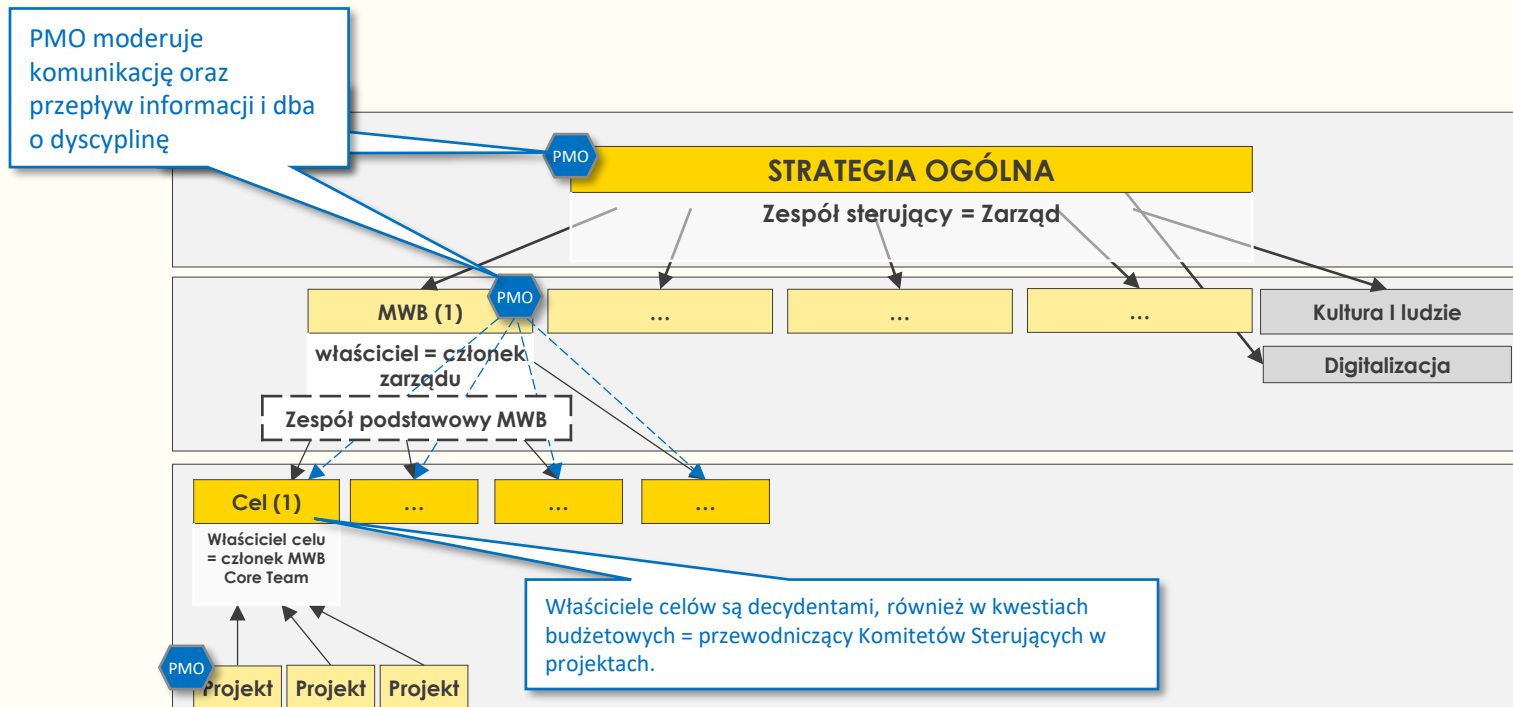 PMO moderuje
komunikację oraz
przepływ informacji i dba
o dyscyplinę
PMO
STRATEGIA OGÓLNA
Zespół sterujący = Zarząd
MWB (1)
PMO
...
...
...
Kultura I ludzie
właściciel = członek
zarządu
Digitalizacja
Zespół podstawowy MWB
Cel (1)
...
...
...
Właściciel celu
= członek MWB
Core Team
Właściciele celów są decydentami, również w kwestiach
budżetowych = przewodniczący Komitetów Sterujących w
projektach.
PMO
Projekt
Projekt
Projekt